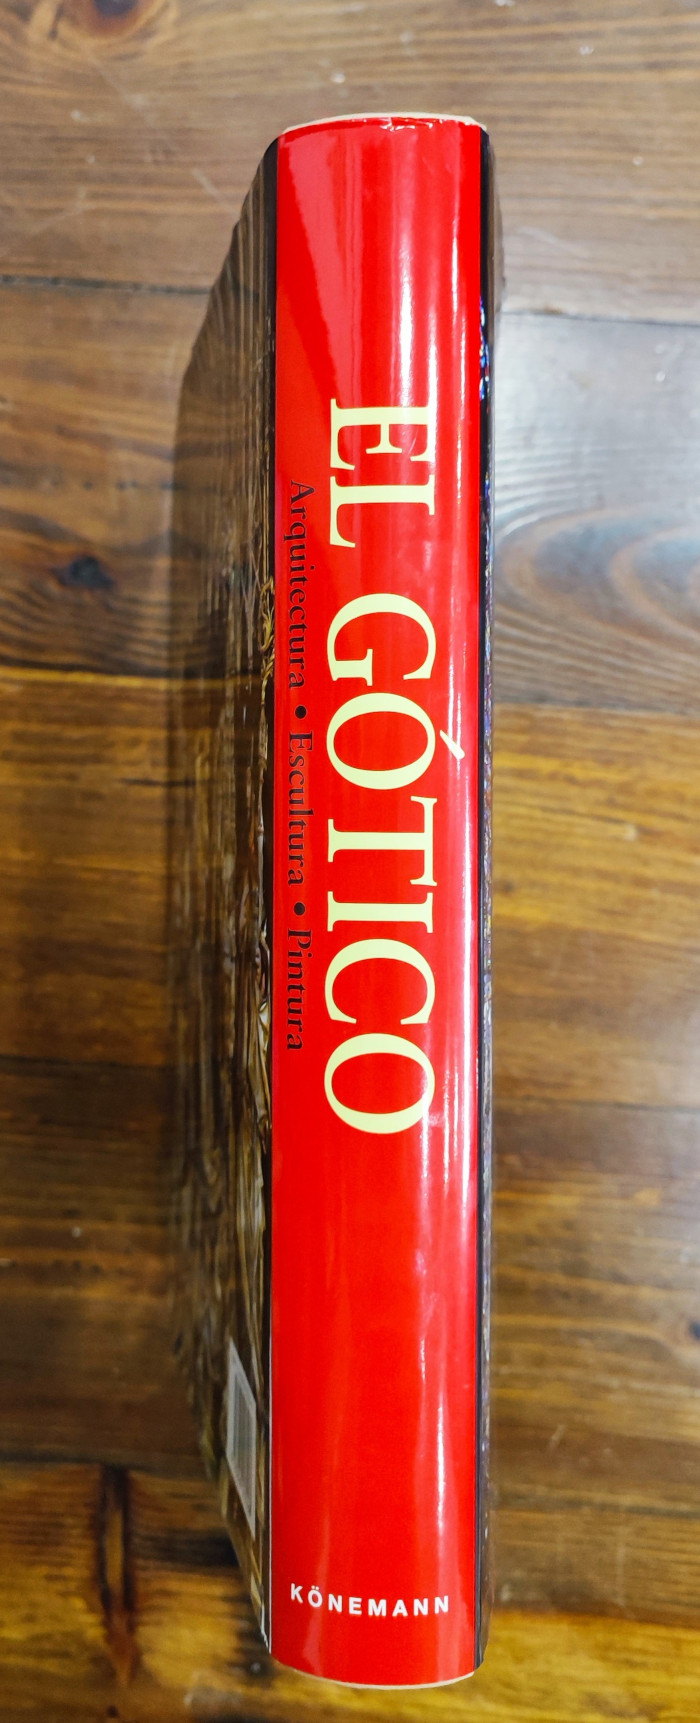 EL GÓTICO
Arquitectura • Escultura • Pintura
KÖNEMANN